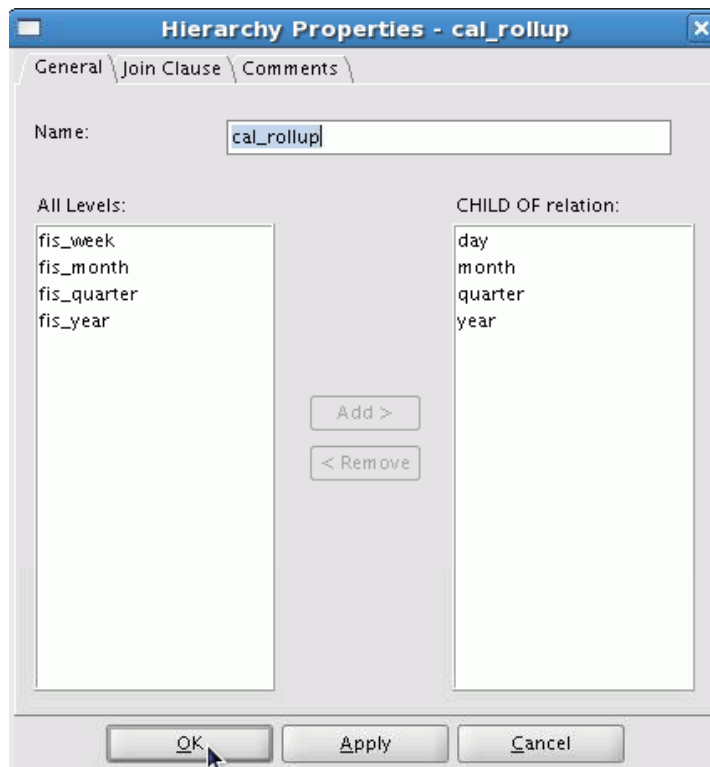 Hierarchy Properties - cal_rollup
General Join Clause Comments
Name: cal_rollup
All Levels: CHILD OF relation:
fis_week day
fis_month month
fis_quarter quarter
fis_year year
Add >
< Remove
OK Apply Cancel